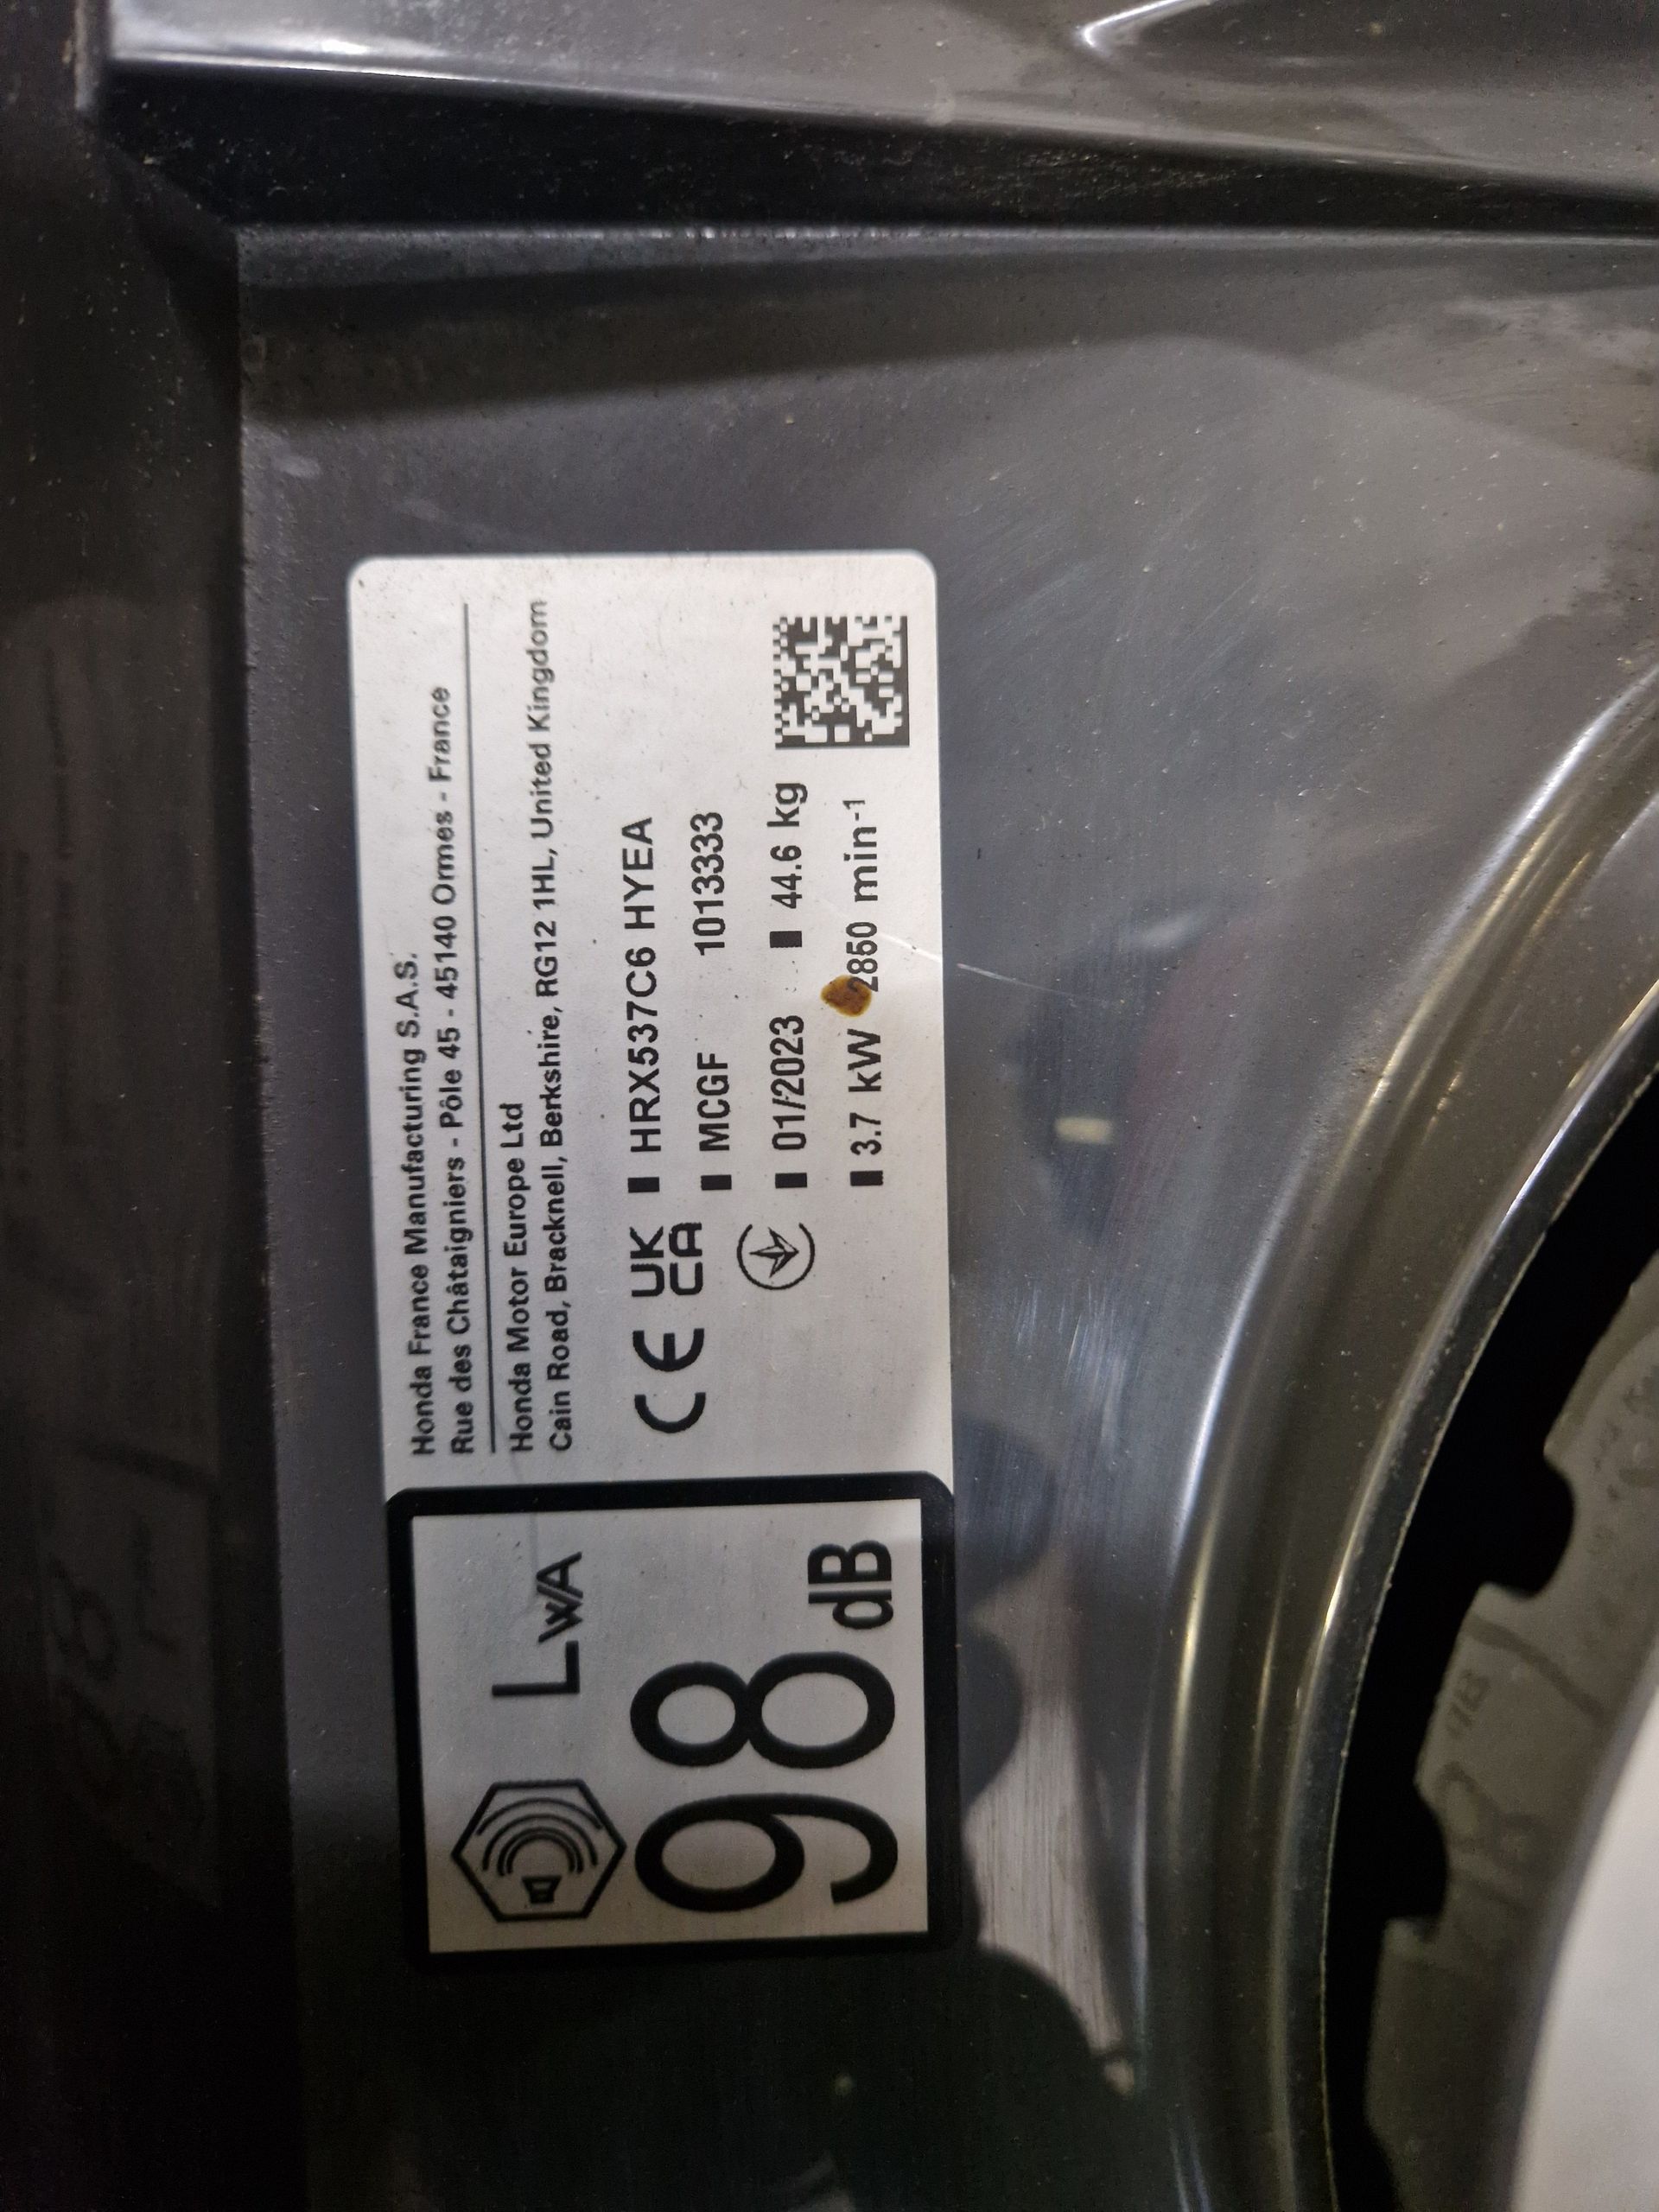 Honda France Manufacturing S.A.S.
Rue des Châtaigniers - Pôle 45 - 45140 Ormes - France
Honda Motor Europe Ltd
Cain Road, Bracknell, Berkshire, RG12 1HL, United Kingdom
CE UK CA
HRX537C6 HYEA
MCGF 1013333
01/2023 44.6 kg
3.7 kW 2850 min-1
LWA
98 dB